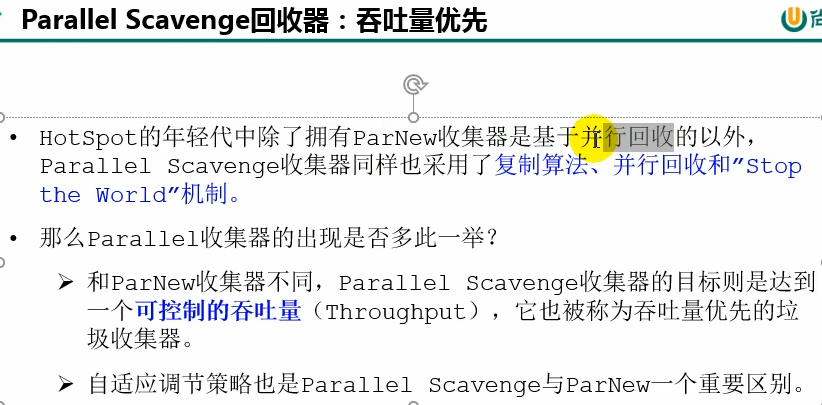 Parallel Scavenge回收器：吞吐量优先
• HotSpot的年轻代中除了拥有ParNew收集器是基于并行回收的以外，
Parallel Scavenge收集器同样也采用了复制算法、并行回收和"Stop
the World"机制。
• 那么Parallel收集器的出现是否多此一举？
➢ 和ParNew收集器不同，Parallel Scavenge收集器的目标则是达到
一个可控制的吞吐量（Throughput），它也被称为吞吐量优先的垃
圾收集器。
➢ 自适应调节策略也是Parallel Scavenge与ParNew一个重要区别。